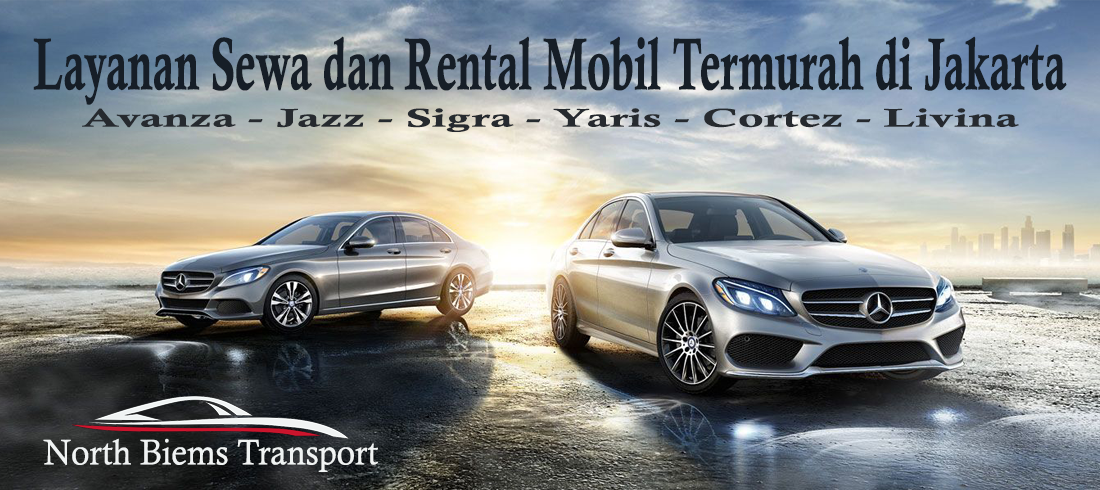 Layanan Sewa dan Rental Mobil Termurah di Jakarta
Avanza - Jazz - Sigra - Yaris - Cortez - Livina
North Biems Transport